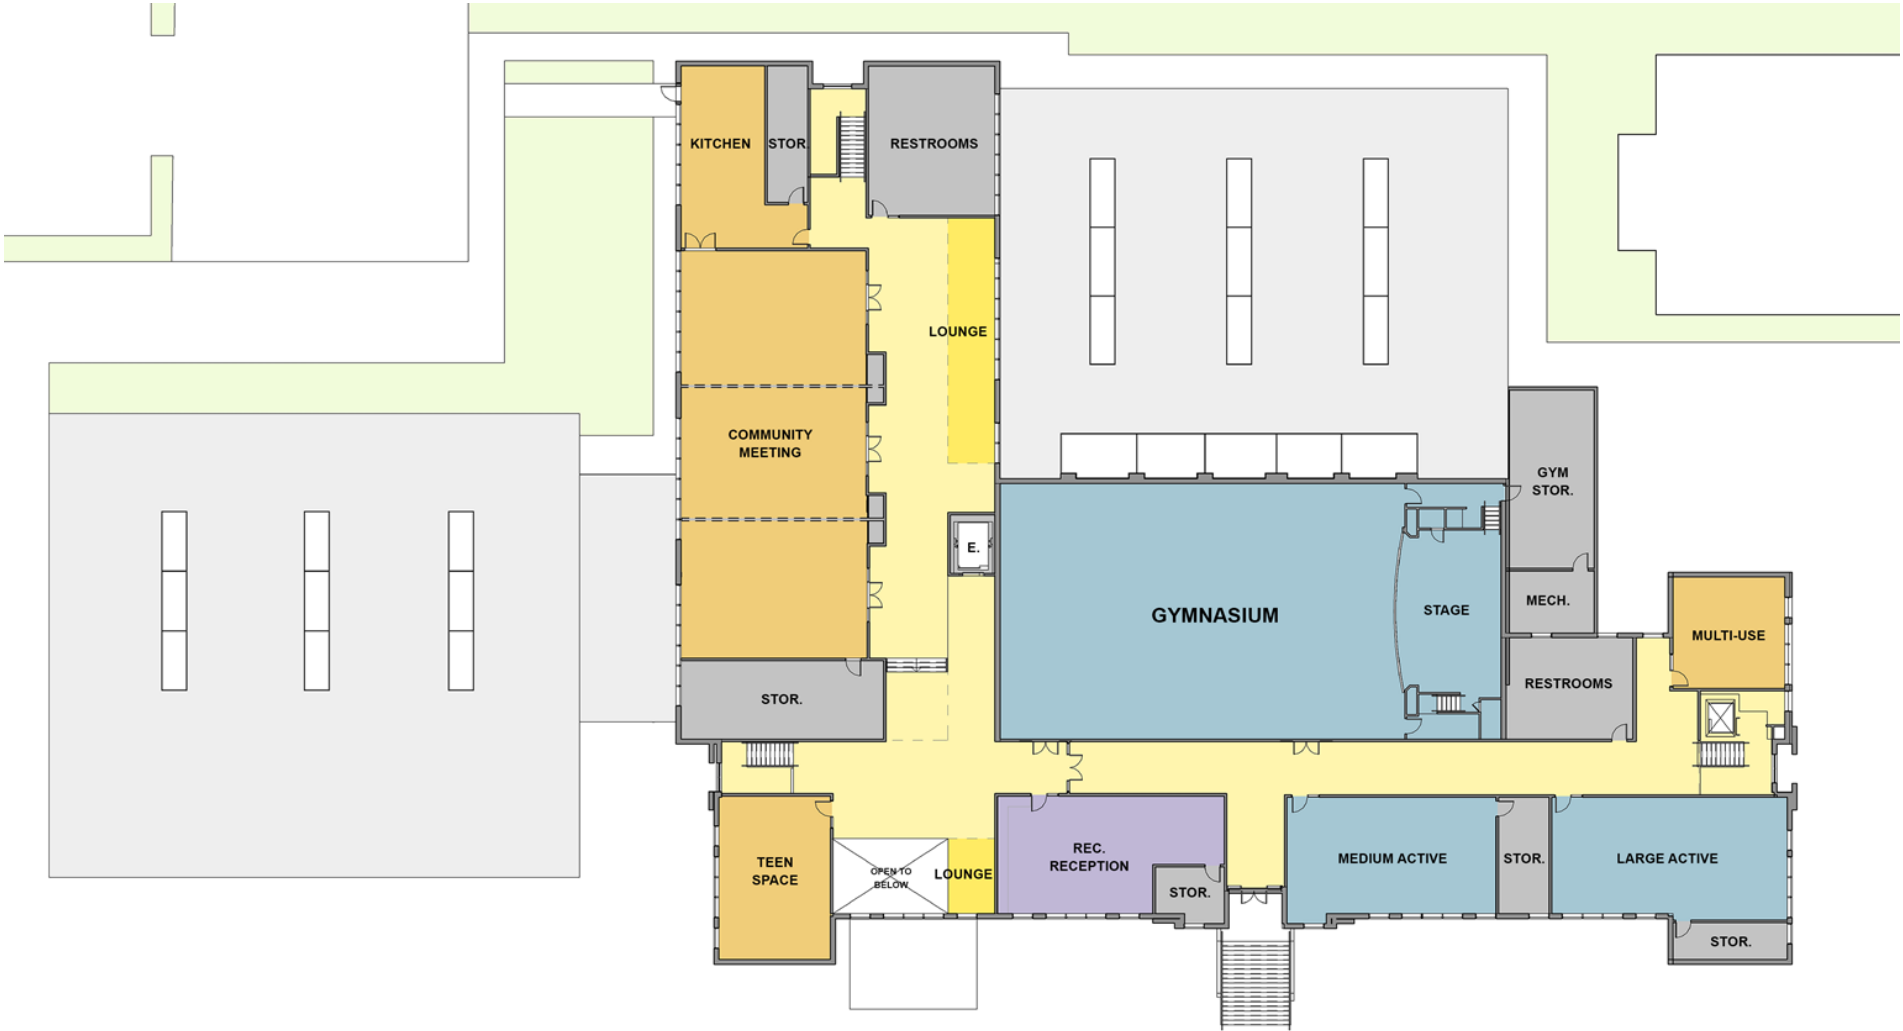 KITCHEN
STOR.
RESTROOMS
LOUNGE
COMMUNITY
MEETING
GYM
STOR.
E.
MECH.
GYMNASIUM
STAGE
MULTI-USE
RESTROOMS
STOR.
TEEN
SPACE
OPEN TO
BELOW
LOUNGE
REC.
RECEPTION
STOR.
MEDIUM ACTIVE
STOR.
LARGE ACTIVE
STOR.